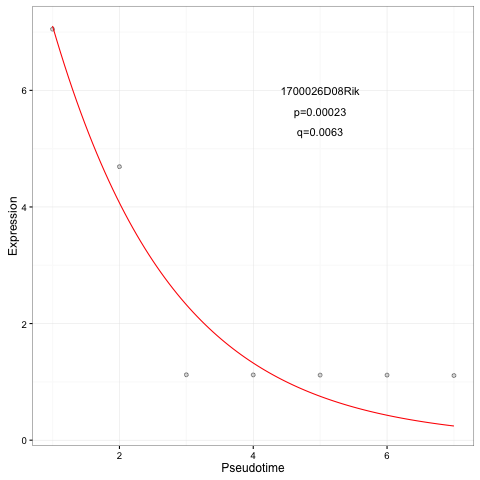 1700026D08Rik
p=0.00023
q=0.0063
6
4
2
0
Expression
2
4
6
Pseudotime